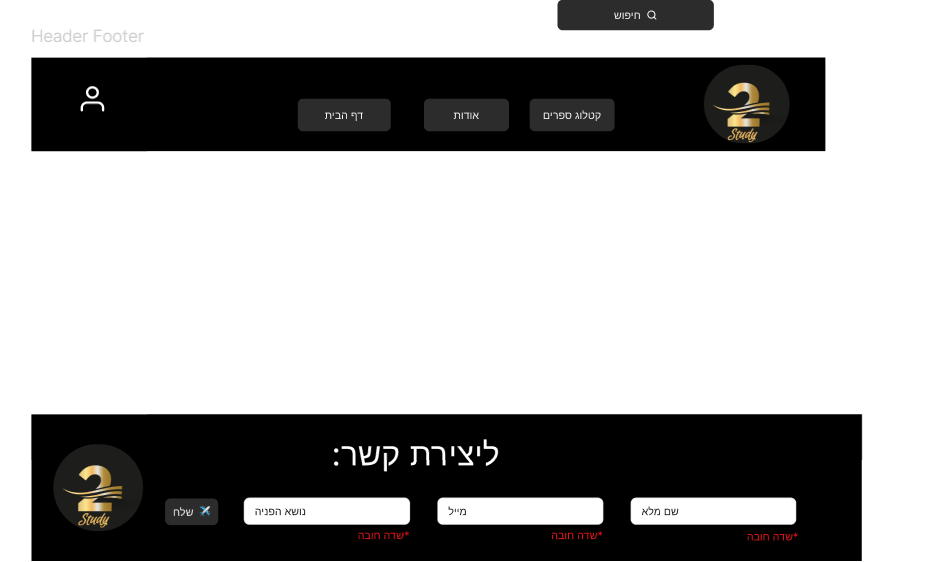 חיפוש
Header Footer
2
Study
קטלוג ספרים
אודות
דף הבית
ליצירת קשר:
שם מלא
מייל
נושא הפניה
שלח
*שדה חובה
*שדה חובה
*שדה חובה
2
Study